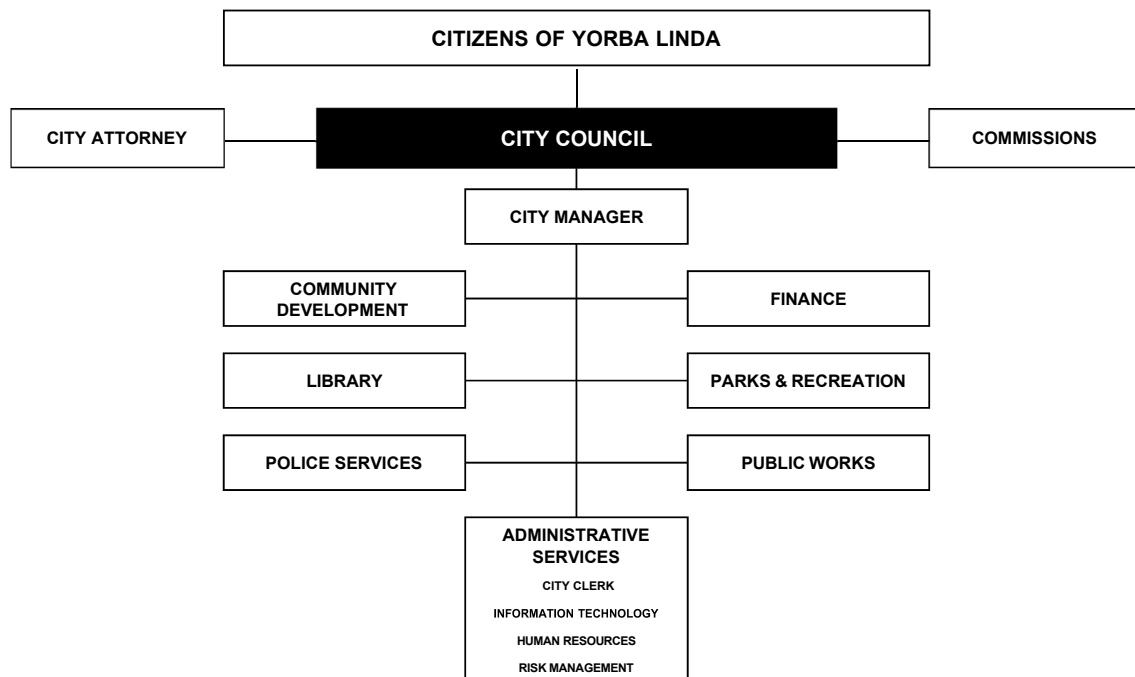 CITIZENS OF YORBA LINDA
CITY ATTORNEY
CITY COUNCIL
COMMISSIONS
CITY MANAGER
COMMUNITY
DEVELOPMENT
FINANCE
LIBRARY
PARKS & RECREATION
POLICE SERVICES
PUBLIC WORKS
ADMINISTRATIVE
SERVICES
CITY CLERK
INFORMATION TECHNOLOGY
HUMAN RESOURCES
RISK MANAGEMENT